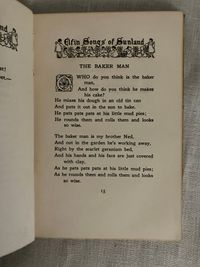 Elfin Songs of Sunland
THE BAKER MAN
WHO do you think is the baker
man,
And how do you think he makes
his cake?
He mixes his dough in an old tin can
And puts it out in the sun to bake.
He pats pats pats at his little mud pies;
He rounds them and rolls them and looks
so wise.
The baker man is my brother Ned,
And out in the garden he's working away,
Right by the scarlet geranium bed,
And his hands and his face are just covered
with clay,
As he pats pats pats at his little mud pies;
As he rounds them and rolls them and looks
so wise.